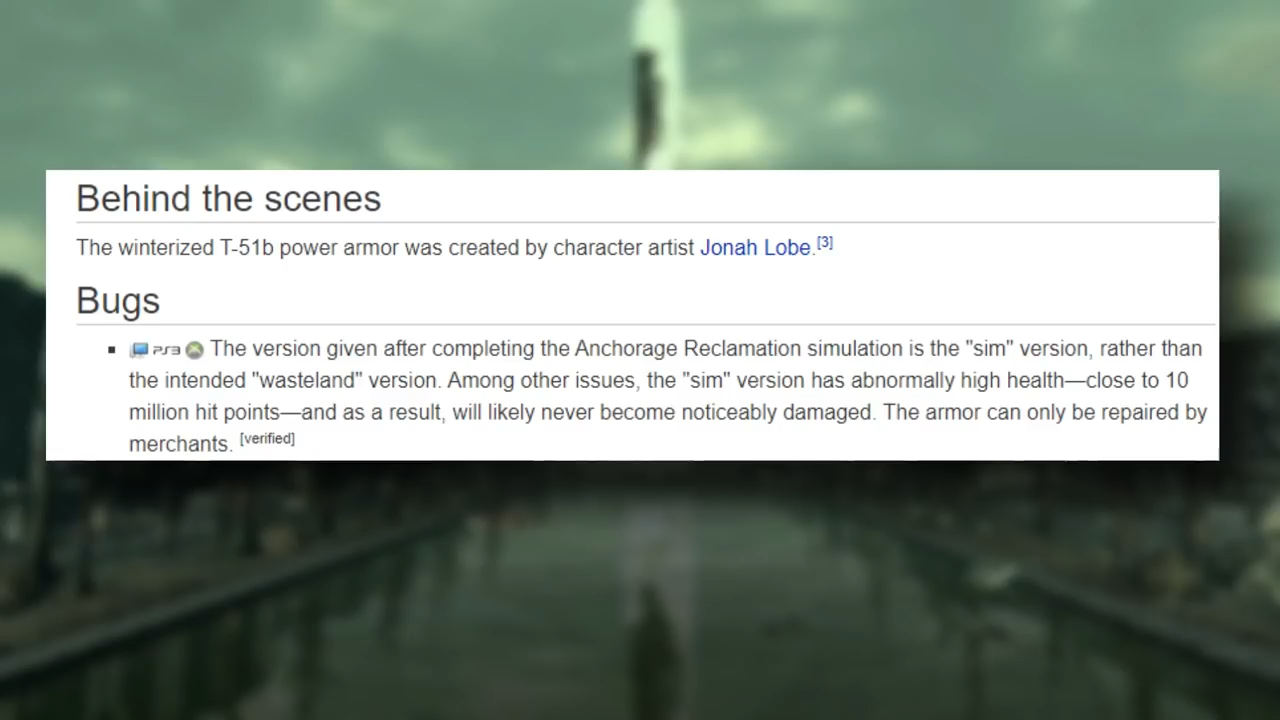 Behind the scenes
The winterized T-51b power armor was created by character artist Jonah Lobe.[3]
Bugs
PS3 The version given after completing the Anchorage Reclamation simulation is the "sim" version, rather than
the intended "wasteland" version. Among other issues, the "sim" version has abnormally high health—close to 10
million hit points—and as a result, will likely never become noticeably damaged. The armor can only be repaired by
merchants. [verified]